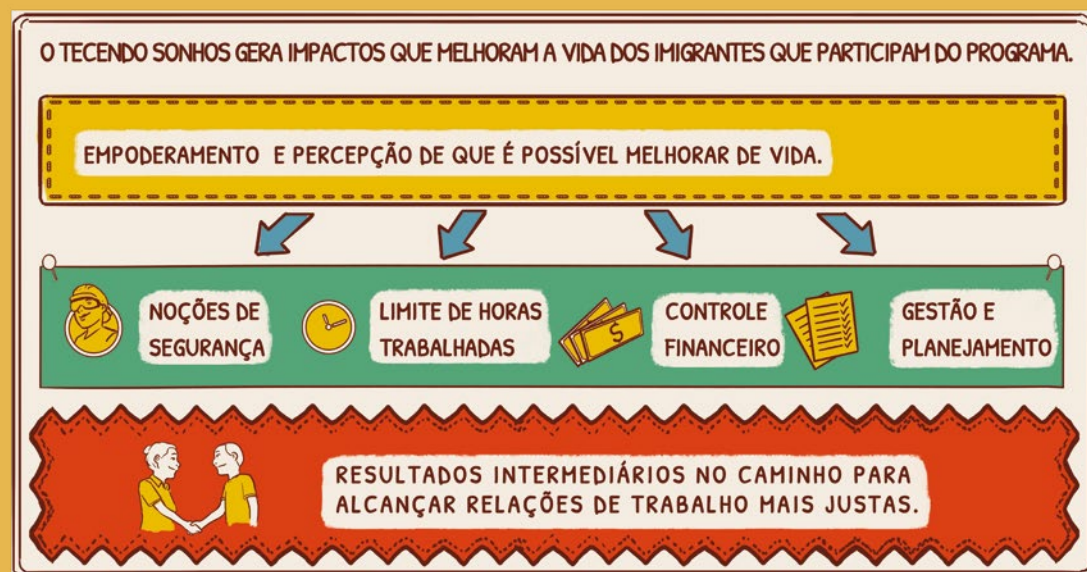 O TECENDO SONHOS GERA IMPACTOS QUE MELHORAM A VIDA DOS IMIGRANTES QUE PARTICIPAM DO PROGRAMA.
EMPODERAMENTO E PERCEPÇÃO DE QUE É POSSÍVEL MELHORAR DE VIDA.
NOÇÕES DE
SEGURANÇA
LIMITE DE HORAS
TRABALHADAS
$
CONTROLE
FINANCEIRO
GESTÃO E
PLANEJAMENTO
RESULTADOS INTERMEDIÁRIOS NO CAMINHO PARA
ALCANÇAR RELAÇÕES DE TRABALHO MAIS JUSTAS.